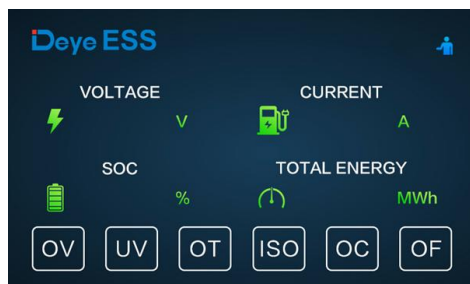 Deye ESS
VOLTAGE CURRENT
V A
SOC TOTAL ENERGY
% MWh
OV UV OT ISO OC OF